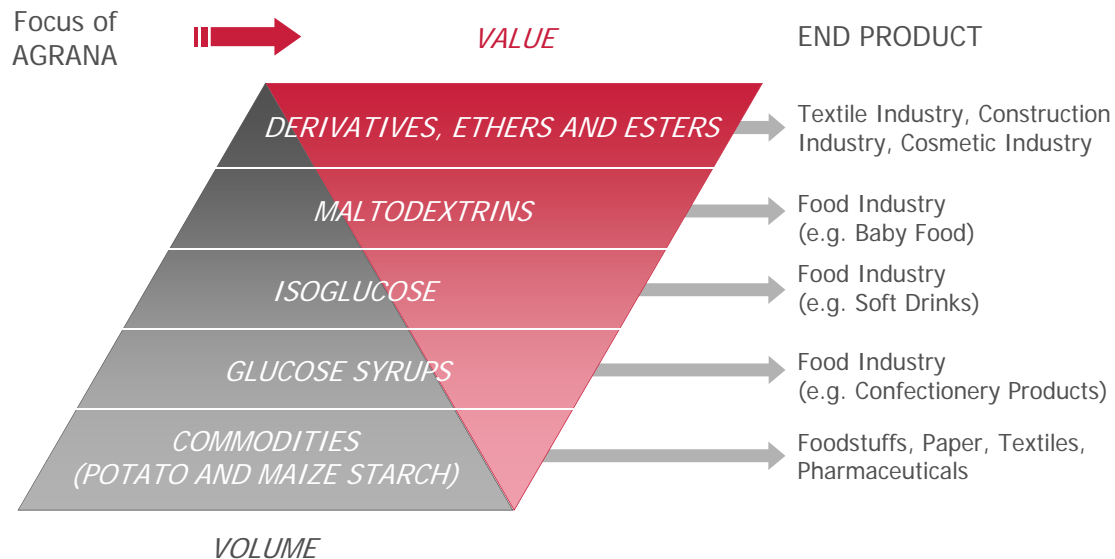 Focus of
AGRANA
VALUE
END PRODUCT
DERIVATIVES, ETHERS AND ESTERS
Textile Industry, Construction
Industry, Cosmetic Industry
MALTODEXTRINS
Food Industry
(e.g. Baby Food)
ISOGLUCOSE
Food Industry
(e.g. Soft Drinks)
GLUCOSE SYRUPS
Food Industry
(e.g. Confectionery Products)
COMMODITIES
(POTATO AND MAIZE STARCH)
Foodstuffs, Paper, Textiles,
Pharmaceuticals
VOLUME